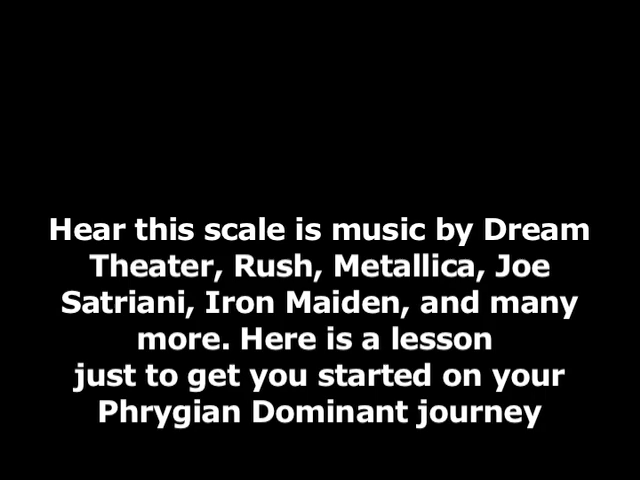 Hear this scale is music by Dream
Theater, Rush, Metallica, Joe
Satriani, Iron Maiden, and many
more. Here is a lesson
just to get you started on your
Phrygian Dominant journey